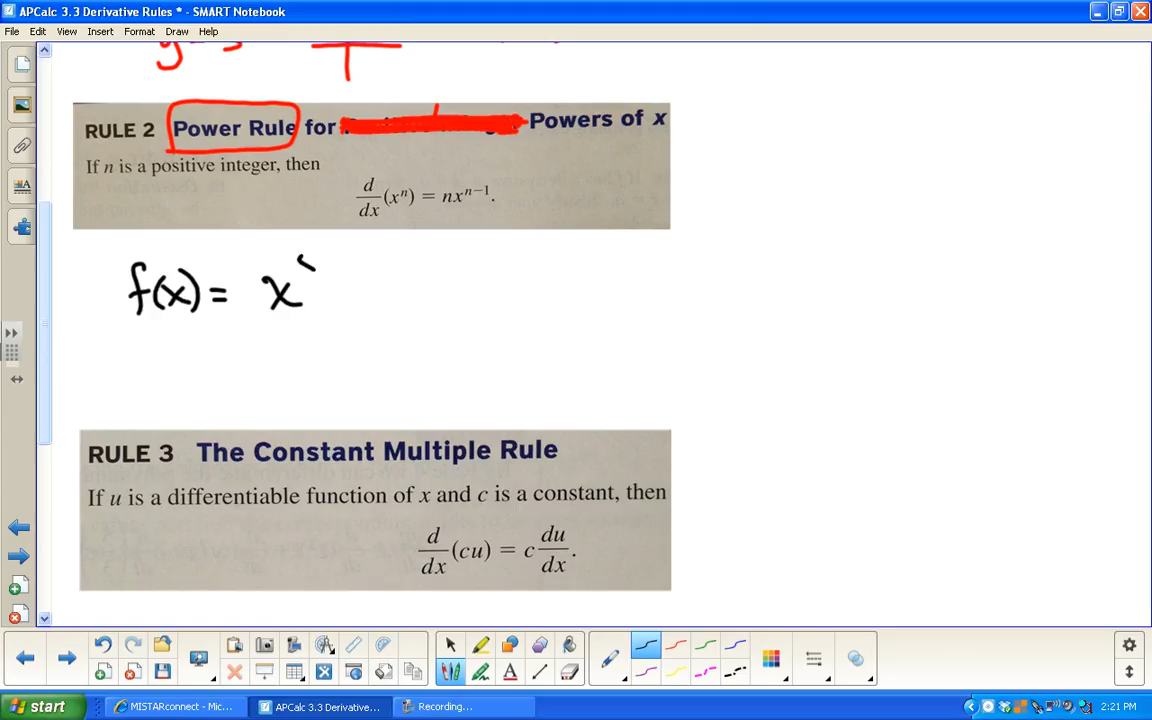 APCalc 3.3 Derivative Rules * - SMART Notebook
File Edit View Insert Format Draw Help
RULE 2 Power Rule for Powers of x
If n is a positive integer, then
d/dx (xⁿ) = nxⁿ⁻¹.
f(x) = x
RULE 3 The Constant Multiple Rule
If u is a differentiable function of x and c is a constant, then
d/dx (cu) = c du/dx.
start MISTARconnect - Mic... APCalc 3.3 Derivative... Recording... 2:21 PM